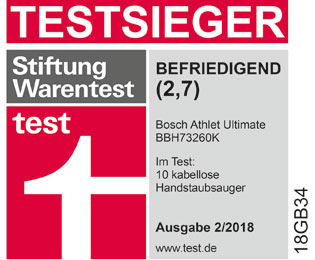 TESTSIEGER
Stiftung
Warentest
test
BEFRIEDIGEND
(2,7)
Bosch Athlet Ultimate
BBH73260K
Im Test:
10 kabellose
Handstaubsauger
Ausgabe 2/2018
www.test.de
18GB34